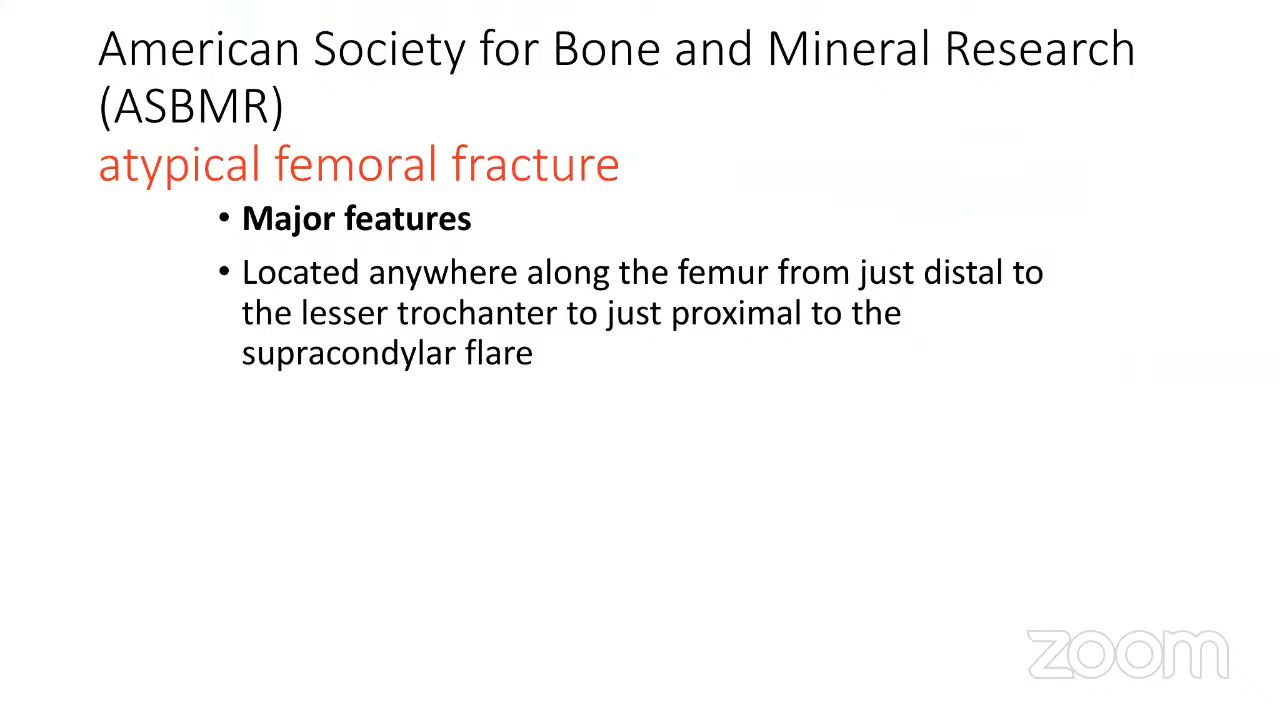 American Society for Bone and Mineral Research
(ASBMR)
atypical femoral fracture
• Major features
• Located anywhere along the femur from just distal to
the lesser trochanter to just proximal to the
supracondylar flare
zoom